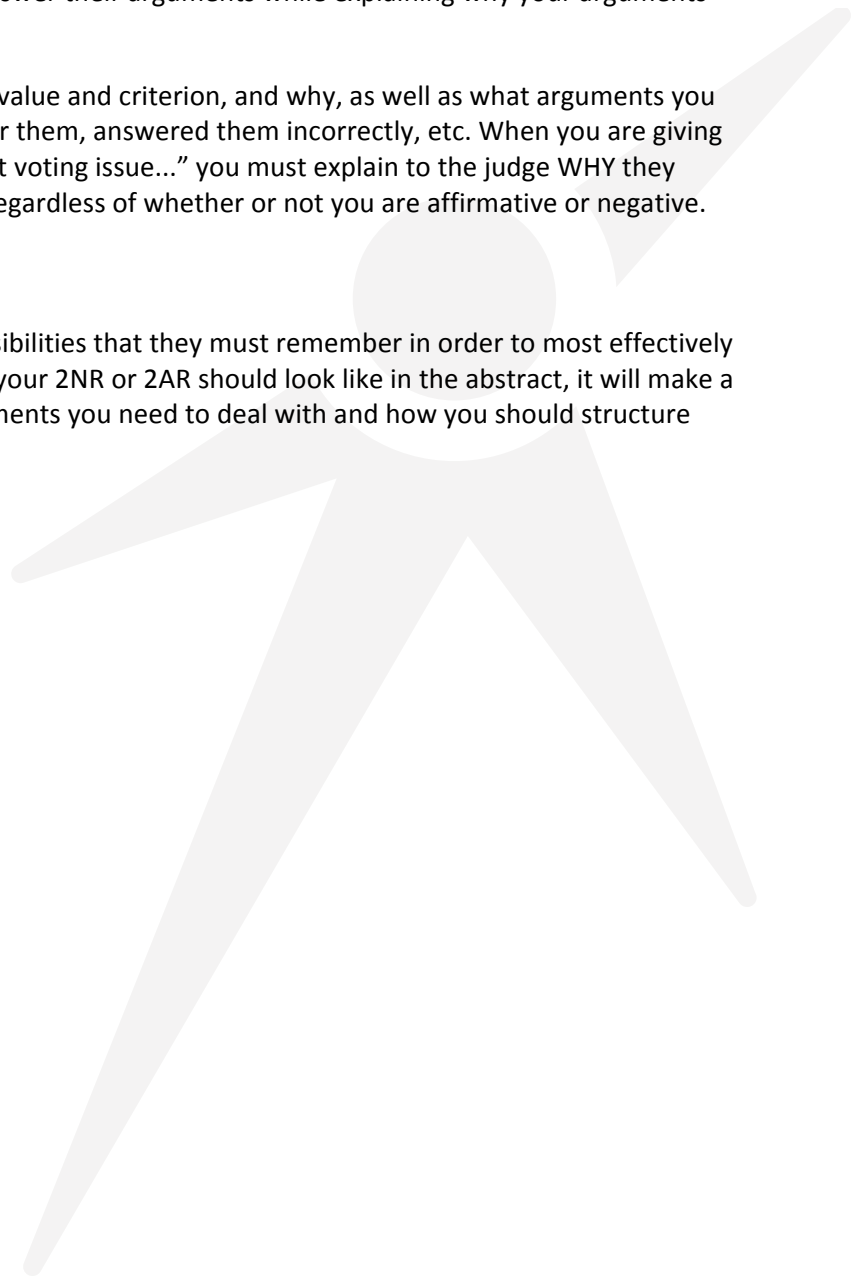 ower their arguments while explaining why your arguments
value and criterion, and why, as well as what arguments you
r them, answered them incorrectly, etc. When you are giving
t voting issue...” you must explain to the judge WHY they
egardless of whether or not you are affirmative or negative.
sibilities that they must remember in order to most effectively
your 2NR or 2AR should look like in the abstract, it will make a
ments you need to deal with and how you should structure